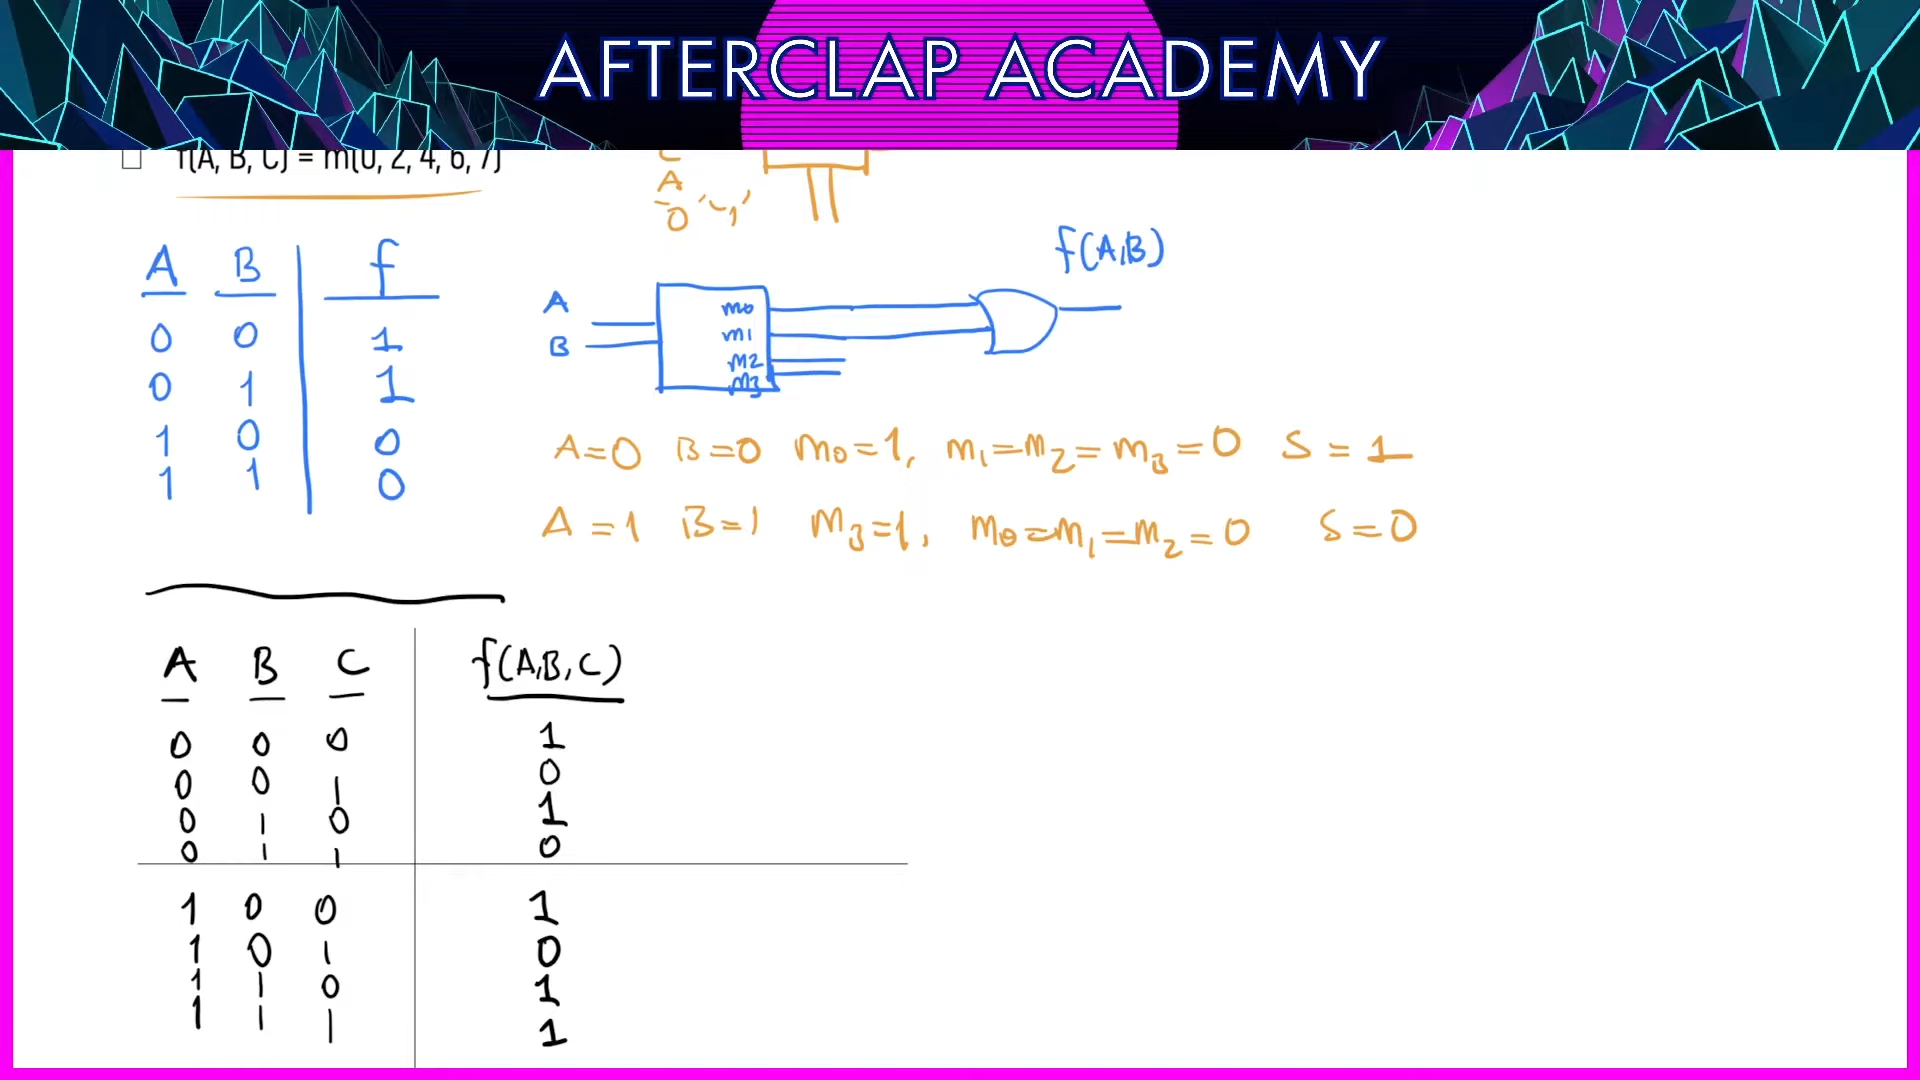 AFTERCLAP ACADEMY
f(A, B, C) = m(0, 2, 4, 6, 7)
C
A
0 1
A B f
0 0 1
0 1 1
1 0 0
1 1 0
f(A,B)
A
B
m0
m1
m2
m3
A=0 B=0 m0=1, m1=m2=m3=0 S=1
A=1 B=1 m3=1, m0=m1=m2=0 S=0
A B C f(A,B,C)
0 0 0 1
0 0 1 0
0 1 0 1
0 1 1 0
1 0 0 1
1 0 1 0
1 1 0 1
1 1 1 1